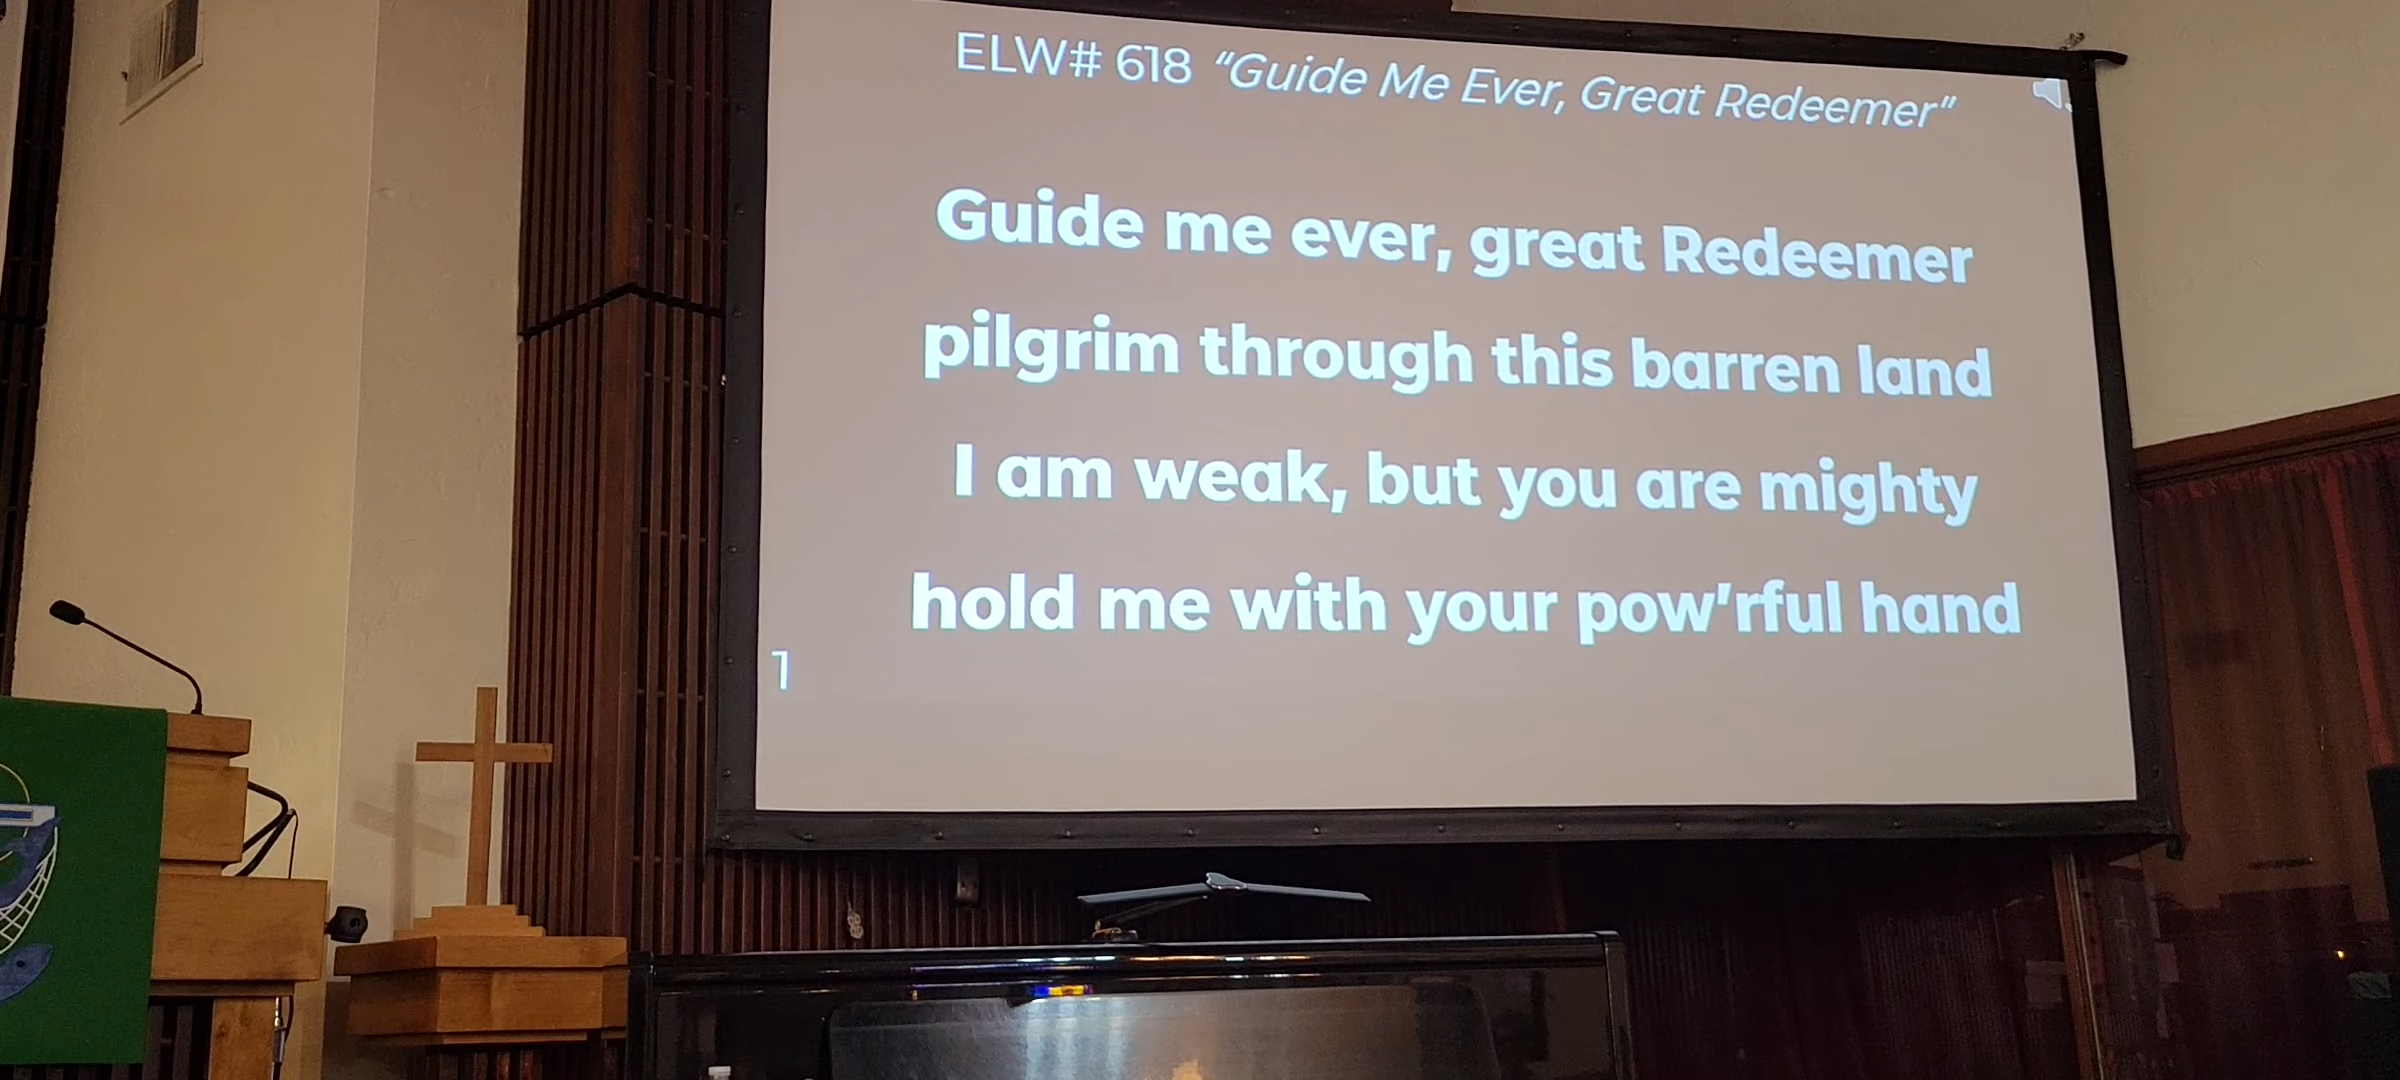 ELW# 618 "Guide Me Ever, Great Redeemer"
Guide me ever, great Redeemer
pilgrim through this barren land
I am weak, but you are mighty
hold me with your pow'rful hand
1